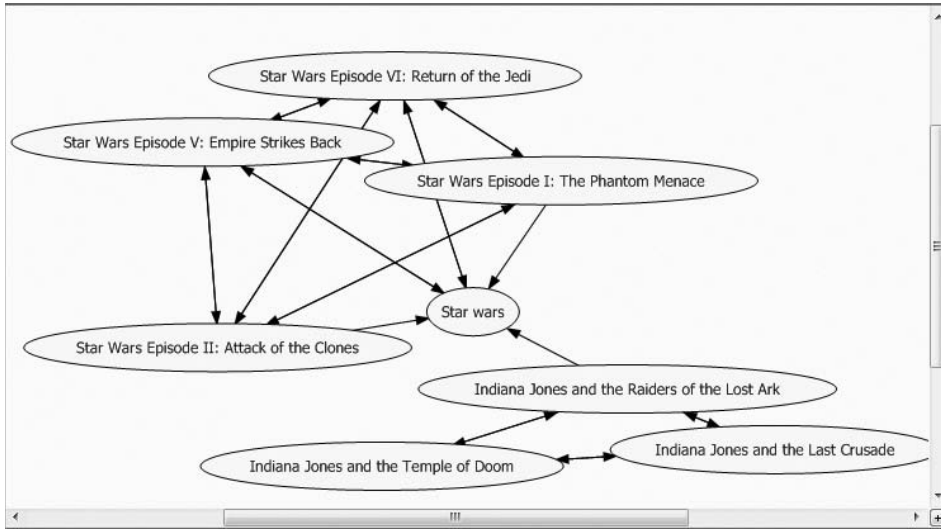 Star Wars Episode VI: Return of the Jedi
Star Wars Episode V: Empire Strikes Back
Star Wars Episode I: The Phantom Menace
Star wars
Star Wars Episode II: Attack of the Clones
Indiana Jones and the Raiders of the Lost Ark
Indiana Jones and the Last Crusade
Indiana Jones and the Temple of Doom